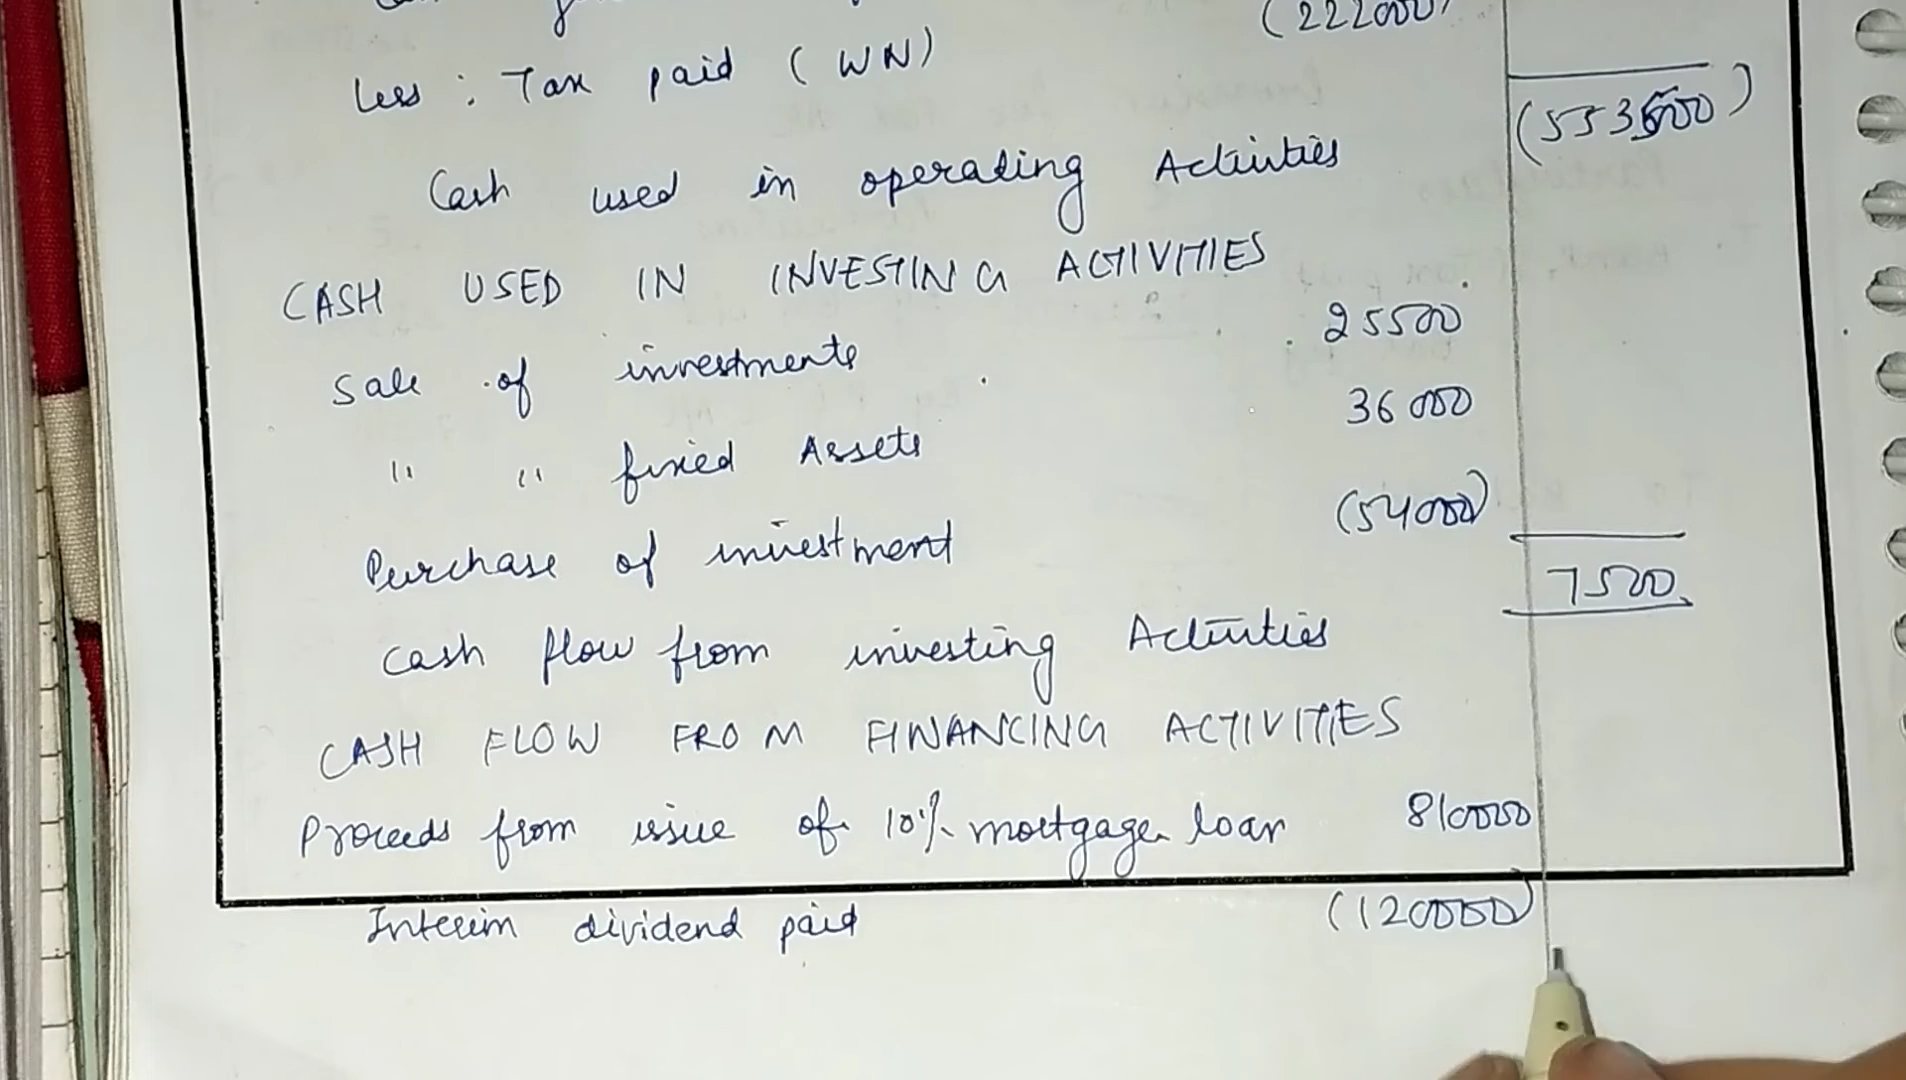 (222000)
Less : Tax paid (WN)
(553500)
Cash used in operating Activities
CASH USED IN INVESTING ACTIVITIES
Sale of investments 25500
" " fixed Assets 36000
Purchase of investment (54000)
7500
Cash flow from investing Activities
CASH FLOW FROM FINANCING ACTIVITIES
Proceeds from issue of 10% mortgage loan 810000
Interim dividend paid (120000)